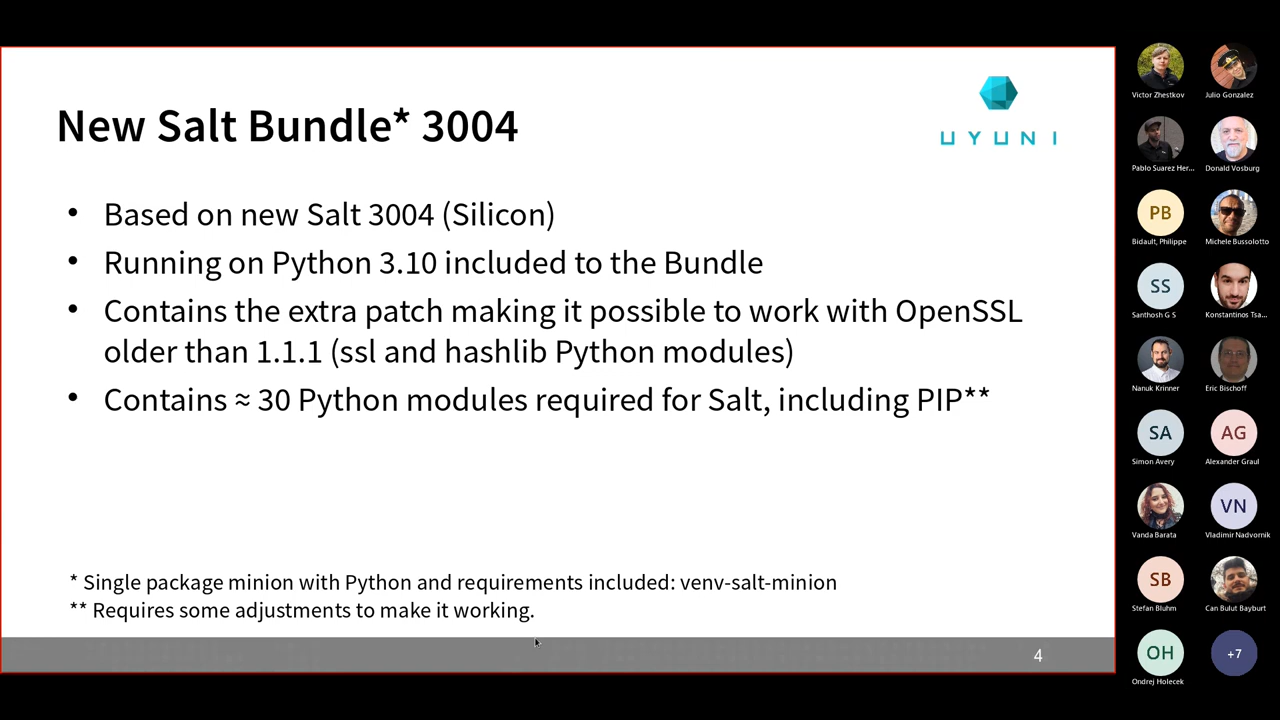 New Salt Bundle* 3004
UYUNI
• Based on new Salt 3004 (Silicon)
• Running on Python 3.10 included to the Bundle
• Contains the extra patch making it possible to work with OpenSSL
older than 1.1.1 (ssl and hashlib Python modules)
• Contains ≈ 30 Python modules required for Salt, including PIP**
* Single package minion with Python and requirements included: venv-salt-minion
** Requires some adjustments to make it working.
4
Victor Zhestkov
Julio Gonzalez
Pablo Suarez Her...
Donald Vosburg
PB
Bidault, Philippe
Michele Bussolotto
SS
Santhosh G S
Konstantinos Tsa...
Nanuk Krinner
Eric Bischoff
SA
Simon Avery
AG
Alexander Graul
Vanda Barata
VN
Vladimir Nadvornik
SB
Stefan Bluhm
Can Bulut Bayburt
OH
Ondrej Holecek
+7